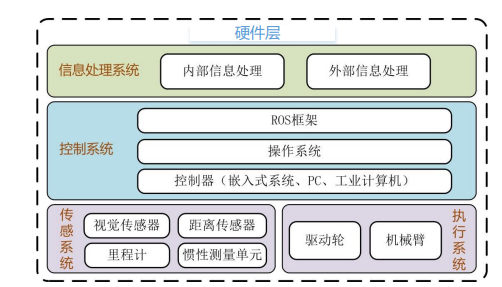 硬件层
信息处理系统 内部信息处理 外部信息处理
ROS框架
控制系统 操作系统
控制器（嵌入式系统、PC、工业计算机）
传感系统 视觉传感器 距离传感器
里程计 惯性测量单元
驱动轮 机械臂 执行系统